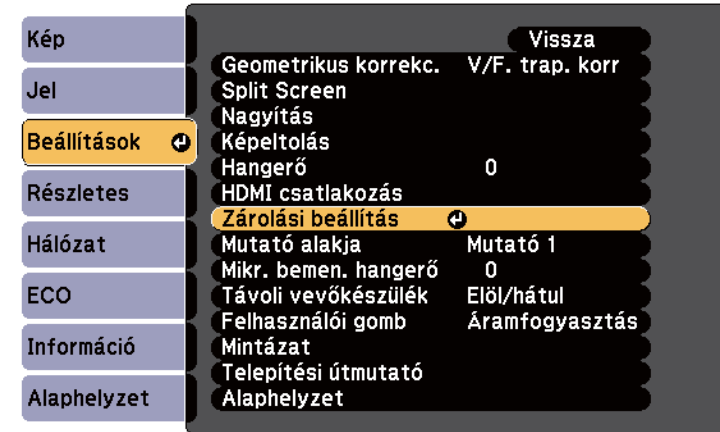 Kép
Jel
Beállítások
Részletes
Hálózat
ECO
Információ
Alaphelyzet
Vissza
Geometrikus korrekc. V/F. trap. korr
Split Screen
Nagyítás
Képeltolás
Hangerő 0
HDMI csatlakozás
Zárolási beállítás
Mutató alakja Mutató 1
Mikr. bemen. hangerő 0
Távoli vevőkészülék Elöl/hátul
Felhasználói gomb Áramfogyasztás
Mintázat
Telepítési útmutató
Alaphelyzet